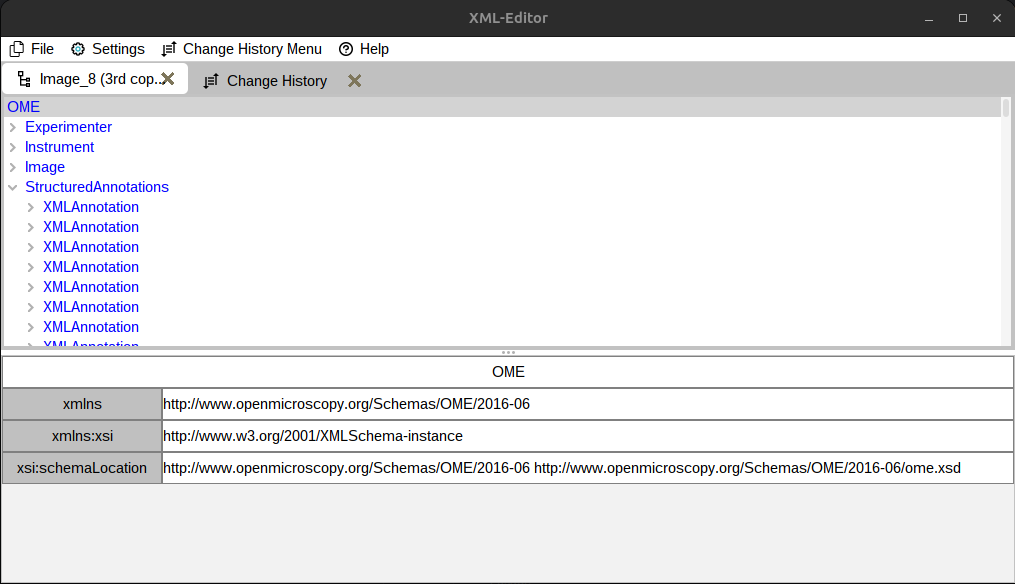 XML-Editor
File Settings Change History Menu Help
Image_8 (3rd cop.. Change History
OME
Experimenter
Instrument
Image
StructuredAnnotations
XMLAnnotation
XMLAnnotation
XMLAnnotation
XMLAnnotation
XMLAnnotation
XMLAnnotation
XMLAnnotation
XMLAnnotation
OME
xmlns http://www.openmicroscopy.org/Schemas/OME/2016-06
xmlns:xsi http://www.w3.org/2001/XMLSchema-instance
xsi:schemaLocation http://www.openmicroscopy.org/Schemas/OME/2016-06 http://www.openmicroscopy.org/Schemas/OME/2016-06/ome.xsd